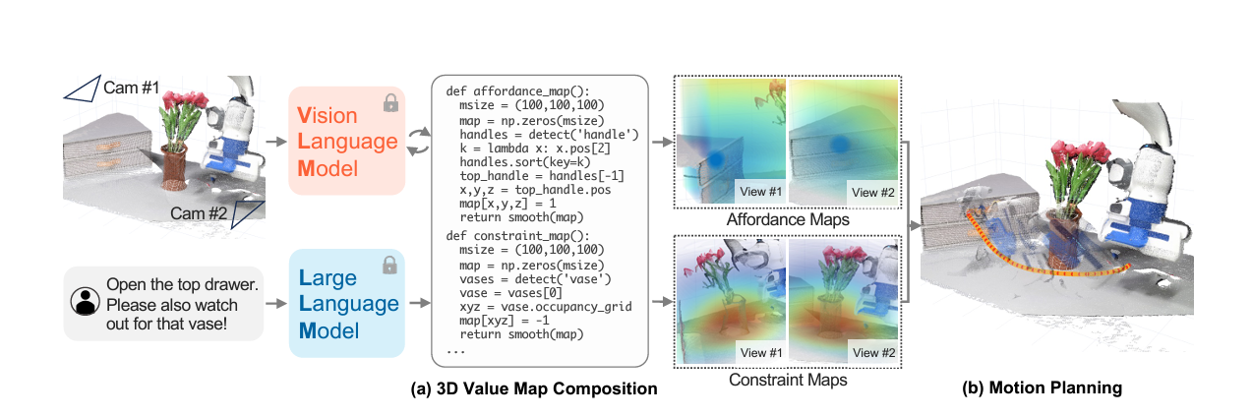 Cam #1
Cam #2
Open the top drawer.
Please also watch
out for that vase!
Vision
Language
Model
Large
Language
Model
def affordance_map():
  msize = (100,100,100)
  map = np.zeros(msize)
  handles = detect('handle')
  k = lambda x: x.pos[2]
  handles.sort(key=k)
  top_handle = handles[-1]
  x,y,z = top_handle.pos
  map[x,y,z] = 1
  return smooth(map)
def constraint_map():
  msize = (100,100,100)
  map = np.zeros(msize)
  vases = detect('vase')
  vase = vases[0]
  xyz = vase.occupancy_grid
  map[xyz] = -1
  return smooth(map)
...
View #1
View #2
Affordance Maps
View #1
View #2
Constraint Maps
(a) 3D Value Map Composition
(b) Motion Planning